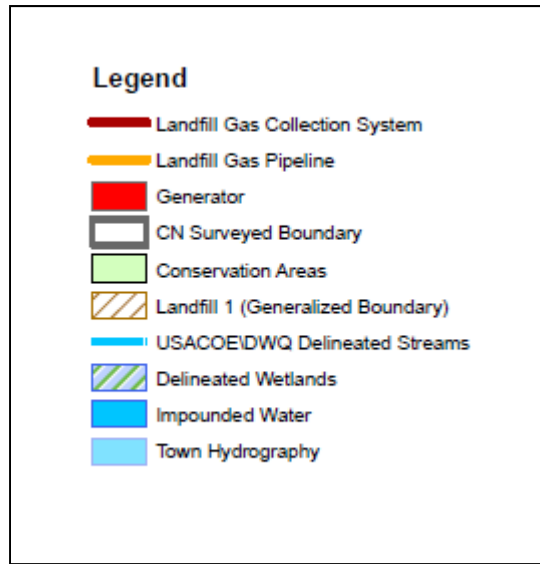 Legend
Landfill Gas Collection System
Landfill Gas Pipeline
Generator
CN Surveyed Boundary
Conservation Areas
Landfill 1 (Generalized Boundary)
USACOE\DWQ Delineated Streams
Delineated Wetlands
Impounded Water
Town Hydrography